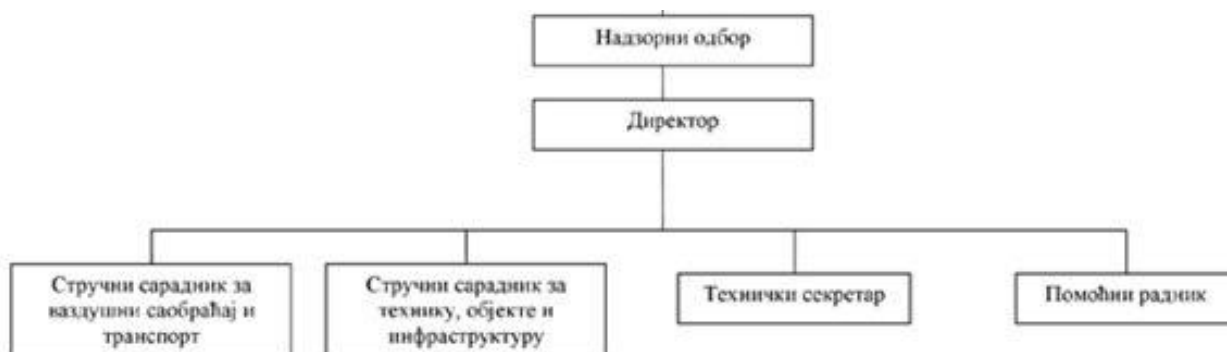 Надзорни одбор
Директор
Стручни сарадник за
ваздушни саобраћај и
транспорт
Стручни сарадник за
технику, објекте и
инфраструктуру
Технички секретар
Помоћни радник